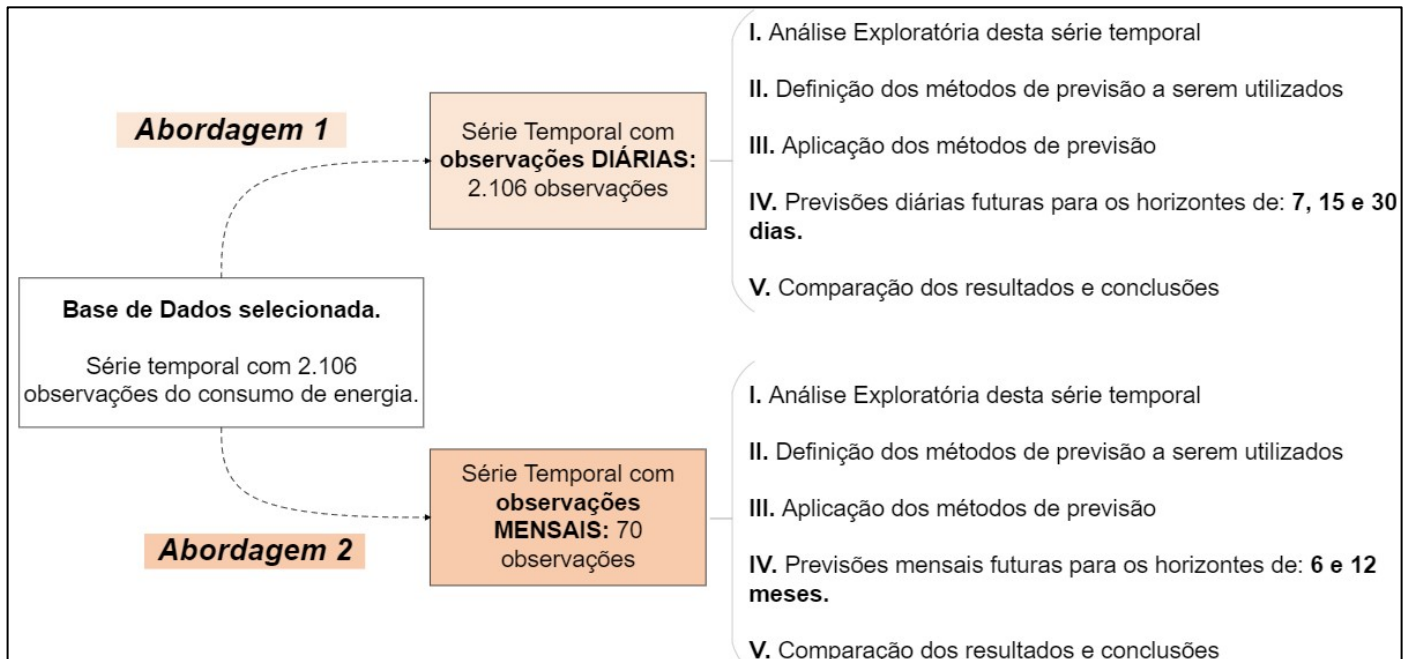 Abordagem 1
Série Temporal com
observações DIÁRIAS:
2.106 observações
I. Análise Exploratória desta série temporal
II. Definição dos métodos de previsão a serem utilizados
III. Aplicação dos métodos de previsão
IV. Previsões diárias futuras para os horizontes de: 7, 15 e 30
dias.
V. Comparação dos resultados e conclusões
Base de Dados selecionada.
Série temporal com 2.106
observações do consumo de energia.
Abordagem 2
Série Temporal com
observações
MENSAIS: 70
observações
I. Análise Exploratória desta série temporal
II. Definição dos métodos de previsão a serem utilizados
III. Aplicação dos métodos de previsão
IV. Previsões mensais futuras para os horizontes de: 6 e 12
meses.
V. Comparação dos resultados e conclusões